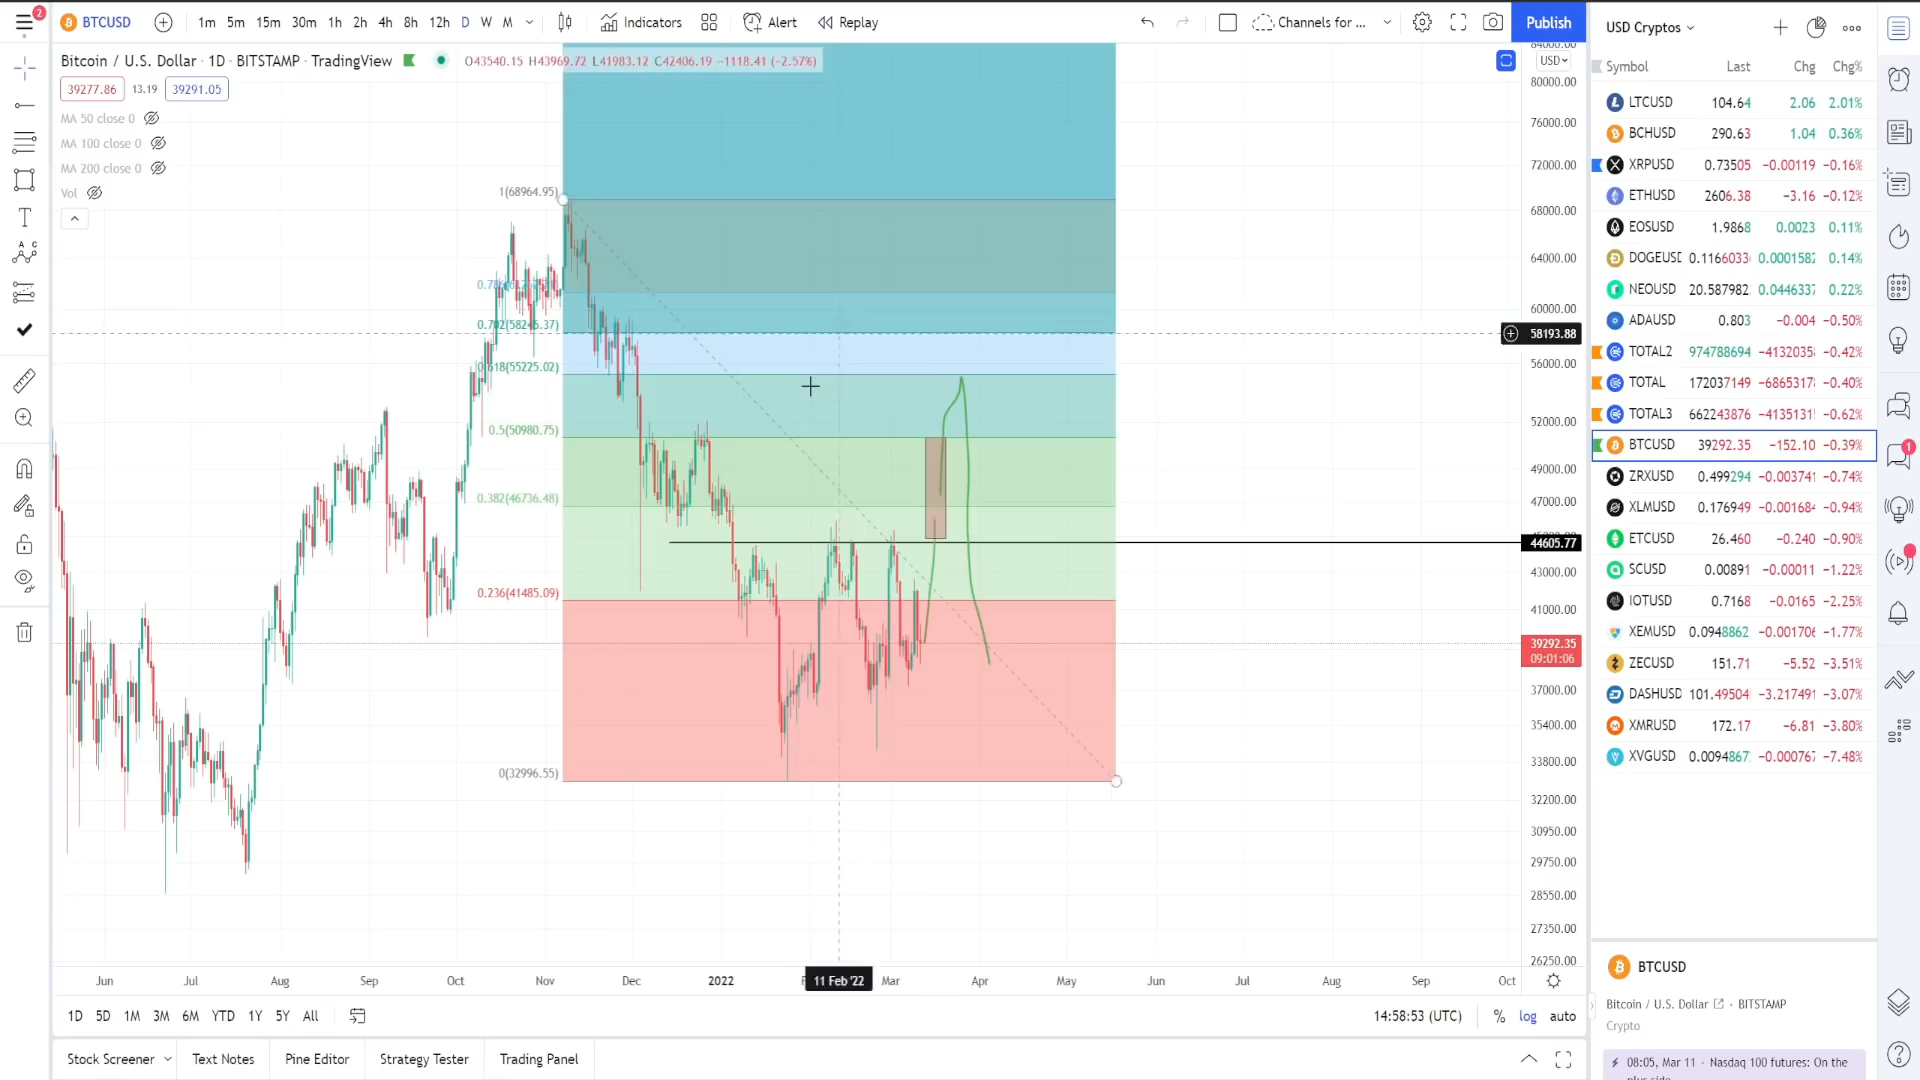 2
BTCUSD 1m 5m 15m 30m 1h 2h 4h 8h 12h D W M Indicators Alert Replay Channels for ... Publish
Bitcoin / U.S. Dollar · 1D · BITSTAMP · TradingView O43540.15 H43969.72 L41983.12 C42406.19 −1118.41 (−2.57%)
39277.86 13.19 39291.05
MA 50 close 0
MA 100 close 0
MA 200 close 0
Vol
1(68964.95)
0.702(58245.37)
0.618(55225.02)
0.5(50980.75)
0.382(46736.48)
0.236(41485.09)
0(32996.55)
USD
80000.00
76000.00
72000.00
68000.00
64000.00
60000.00
58193.88
56000.00
52000.00
49000.00
47000.00
44605.77
43000.00
41000.00
39292.35
09:01:06
37000.00
35400.00
33800.00
32200.00
30950.00
29750.00
28550.00
27350.00
26250.00
Jun Jul Aug Sep Oct Nov Dec 2022 11 Feb '22 Mar Apr May Jun Jul Aug Sep Oct
1D 5D 1M 3M 6M YTD 1Y 5Y All 14:58:53 (UTC) % log auto
Stock Screener Text Notes Pine Editor Strategy Tester Trading Panel
USD Cryptos
Symbol Last Chg Chg%
LTCUSD 104.64 2.06 2.01%
BCHUSD 290.63 1.04 0.36%
XRPUSD 0.73505 −0.00119 −0.16%
ETHUSD 2606.38 −3.16 −0.12%
EOSUSD 1.9868 0.0023 0.11%
DOGEUSD 0.1166033 0.0001582 0.14%
NEOUSD 20.587982 0.0446337 0.22%
ADAUSD 0.803 −0.004 −0.50%
TOTAL2 974788694 −4132035 −0.42%
TOTAL 172037149 −6865317 −0.40%
TOTAL3 662243876 −4135131 −0.62%
BTCUSD 39292.35 −152.10 −0.39%
ZRXUSD 0.499294 −0.003741 −0.74%
XLMUSD 0.176949 −0.001684 −0.94%
ETCUSD 26.460 −0.240 −0.90%
SCUSD 0.00891 −0.00011 −1.22%
IOTUSD 0.7168 −0.0165 −2.25%
XEMUSD 0.0948862 −0.001706 −1.77%
ZECUSD 151.71 −5.52 −3.51%
DASHUSD 101.49504 −3.217491 −3.07%
XMRUSD 172.17 −6.81 −3.80%
XVGUSD 0.0094867 −0.000767 −7.48%
1
BTCUSD
Bitcoin / U.S. Dollar · BITSTAMP
Crypto
08:05, Mar 11 · Nasdaq 100 futures: On the